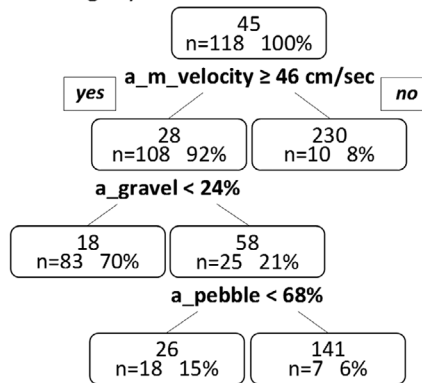 45
n=118 100%
a_m_velocity ≥ 46 cm/sec
yes
no
28
n=108 92%
230
n=10 8%
a_gravel < 24%
18
n=83 70%
58
n=25 21%
a_pebble < 68%
26
n=18 15%
141
n=7 6%